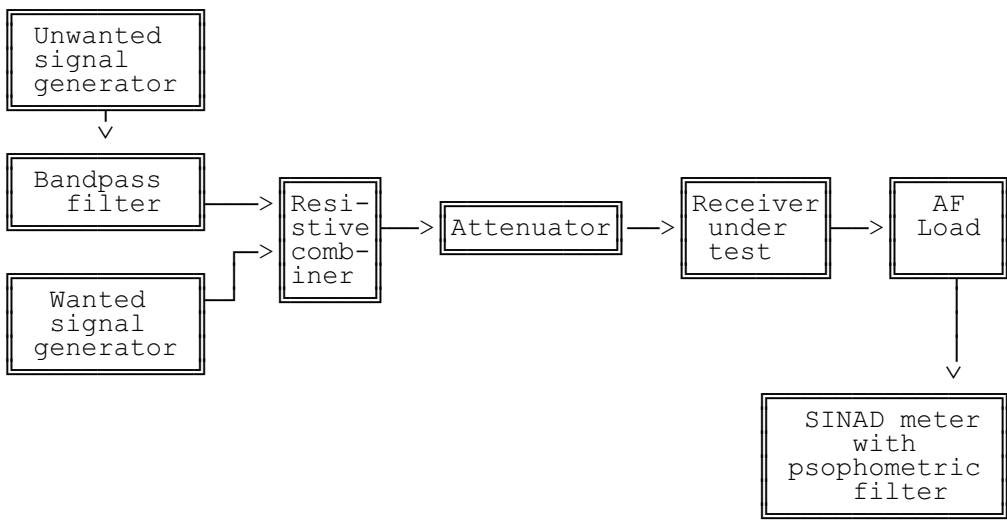 Unwanted
signal
generator
Bandpass
filter
Wanted
signal
generator
Resi-
stive
comb-
iner
Attenuator
Receiver
under
test
AF
Load
SINAD meter
with
psophometric
filter